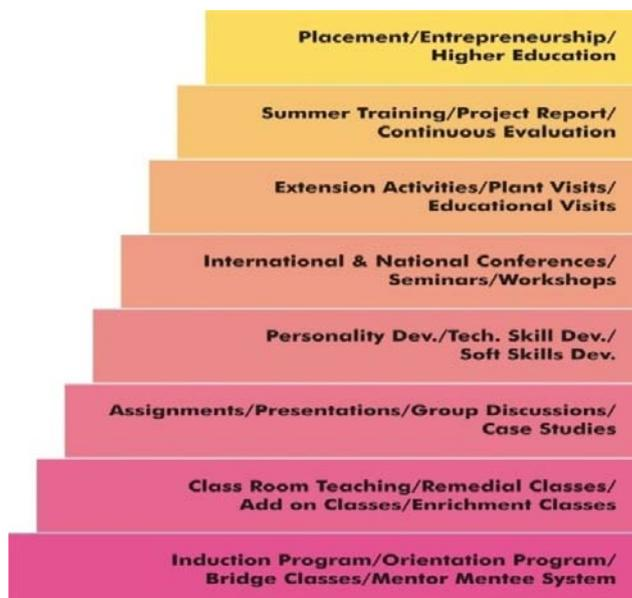 Placement/Entrepreneurship/
Higher Education
Summer Training/Project Report/
Continuous Evaluation
Extension Activities/Plant Visits/
Educational Visits
International & National Conferences/
Seminars/Workshops
Personality Dev./Tech. Skill Dev./
Soft Skills Dev.
Assignments/Presentations/Group Discussions/
Case Studies
Class Room Teaching/Remedial Classes/
Add on Classes/Enrichment Classes
Induction Program/Orientation Program/
Bridge Classes/Mentor Mentee System